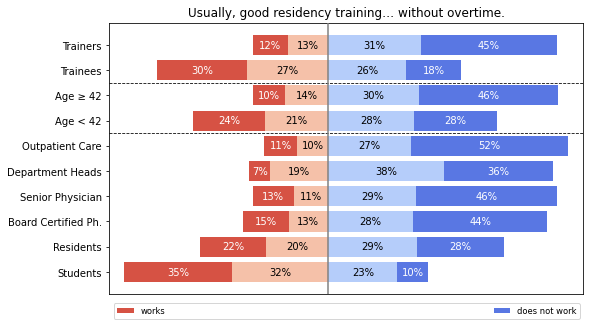 Usually, good residency training... without overtime.
Trainers 12% 13% 31% 45%
Trainees 30% 27% 26% 18%
Age ≥ 42 10% 14% 30% 46%
Age < 42 24% 21% 28% 28%
Outpatient Care 11% 10% 27% 52%
Department Heads 7% 19% 38% 36%
Senior Physician 13% 11% 29% 46%
Board Certified Ph. 15% 13% 28% 44%
Residents 22% 20% 29% 28%
Students 35% 32% 23% 10%
works does not work